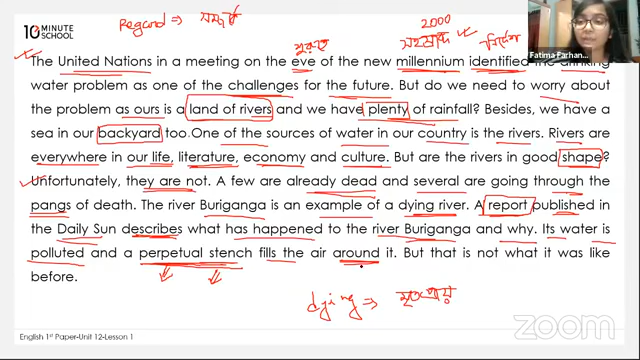 10 MINUTE SCHOOL
Regard ⇒ সম্পর্ক
2000
শুরুতে
সহস্রাব্দ
নির্দেশ
Fatima Farhan...
The United Nations in a meeting on the eve of the new millennium identified the drinking
water problem as one of the challenges for the future. But do we need to worry about
the problem as ours is a land of rivers and we have plenty of rainfall? Besides, we have a
sea in our backyard too. One of the sources of water in our country is the rivers. Rivers are
everywhere in our life, literature, economy and culture. But are the rivers in good shape?
Unfortunately, they are not. A few are already dead and several are going through the
pangs of death. The river Buriganga is an example of a dying river. A report published in
the Daily Sun describes what has happened to the river Buriganga and why. Its water is
polluted and a perpetual stench fills the air around it. But that is not what it was like
before.
dying ⇒ মৃতপ্রায়
English 1st Paper-Unit 12-Lesson 1
zoom